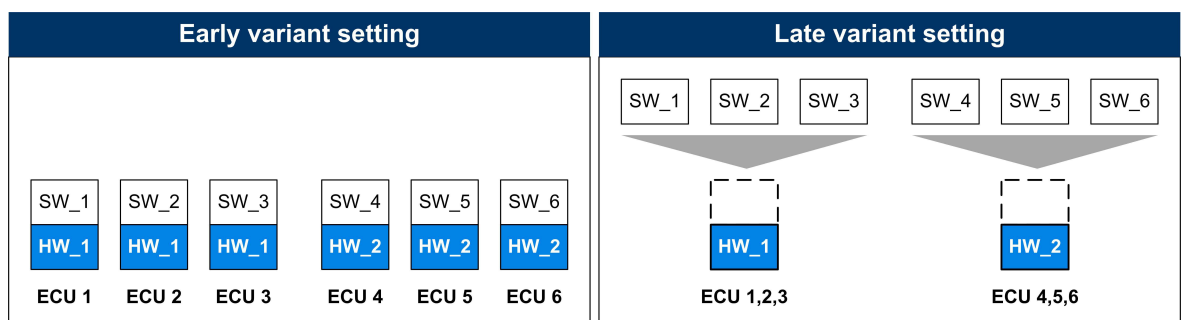 Early variant setting
SW_1 SW_2 SW_3 SW_4 SW_5 SW_6
HW_1 HW_1 HW_1 HW_2 HW_2 HW_2
ECU 1 ECU 2 ECU 3 ECU 4 ECU 5 ECU 6
Late variant setting
SW_1 SW_2 SW_3 SW_4 SW_5 SW_6
HW_1 HW_2
ECU 1,2,3 ECU 4,5,6